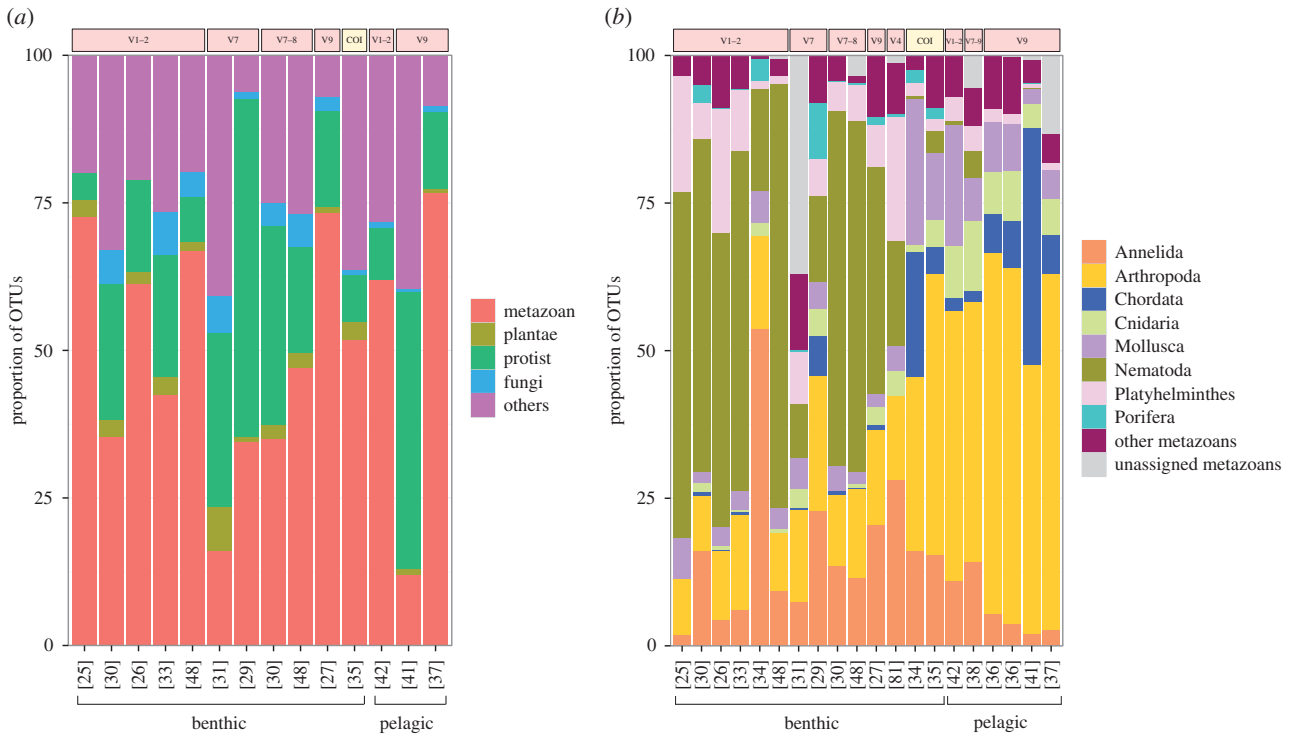 (a)
V1–2 V7 V7–8 V9 COI V1–2 V9
100
75
50
25
0
proportion of OTUs
[25] [30] [26] [33] [48] [31] [29] [30] [48] [27] [35] [42] [41] [37]
benthic pelagic
metazoan
plantae
protist
fungi
others
(b)
V1–2 V7 V7–8 V9 V4 COI V1–2 V7–9 V9
100
75
50
25
0
proportion of OTUs
[25] [30] [26] [33] [34] [48] [31] [29] [30] [48] [27] [81] [34] [35] [42] [38] [36] [36] [41] [37]
benthic pelagic
Annelida
Arthropoda
Chordata
Cnidaria
Mollusca
Nematoda
Platyhelminthes
Porifera
other metazoans
unassigned metazoans